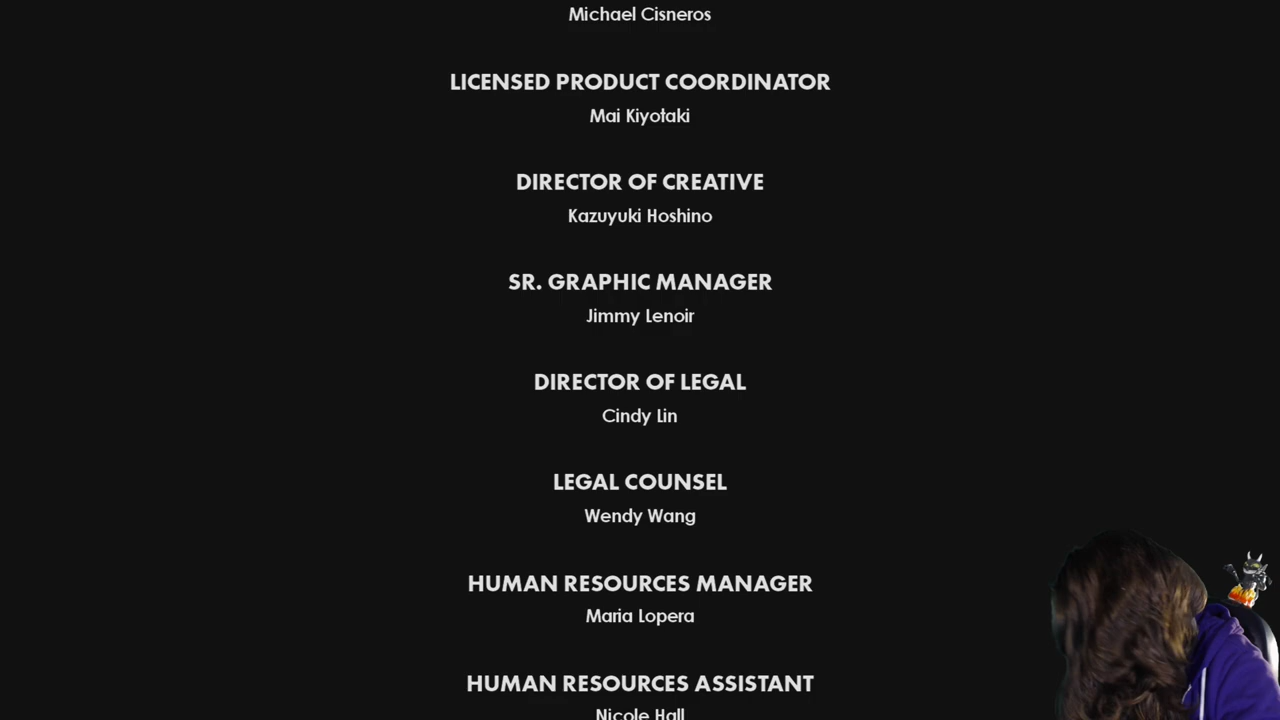 Michael Cisneros
LICENSED PRODUCT COORDINATOR
Mai Kiyotaki
DIRECTOR OF CREATIVE
Kazuyuki Hoshino
SR. GRAPHIC MANAGER
Jimmy Lenoir
DIRECTOR OF LEGAL
Cindy Lin
LEGAL COUNSEL
Wendy Wang
HUMAN RESOURCES MANAGER
Maria Lopera
HUMAN RESOURCES ASSISTANT
Nicole Hall